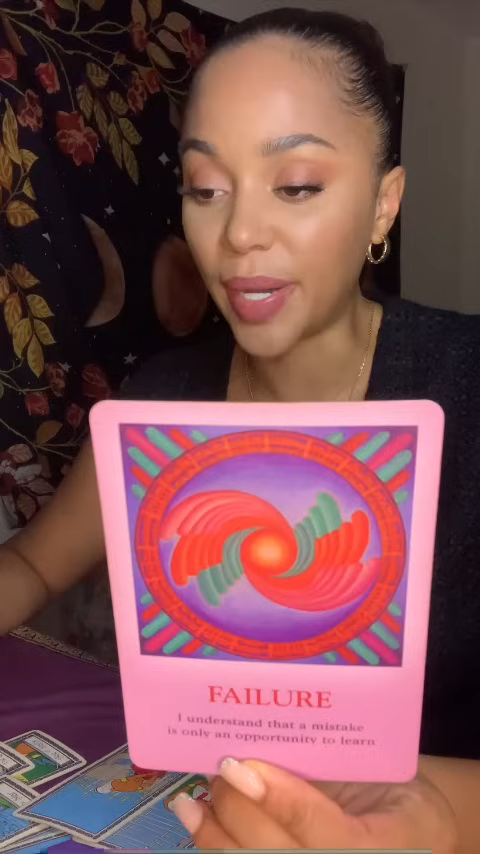 FAILURE
I understand that a mistake
is only an opportunity to learn